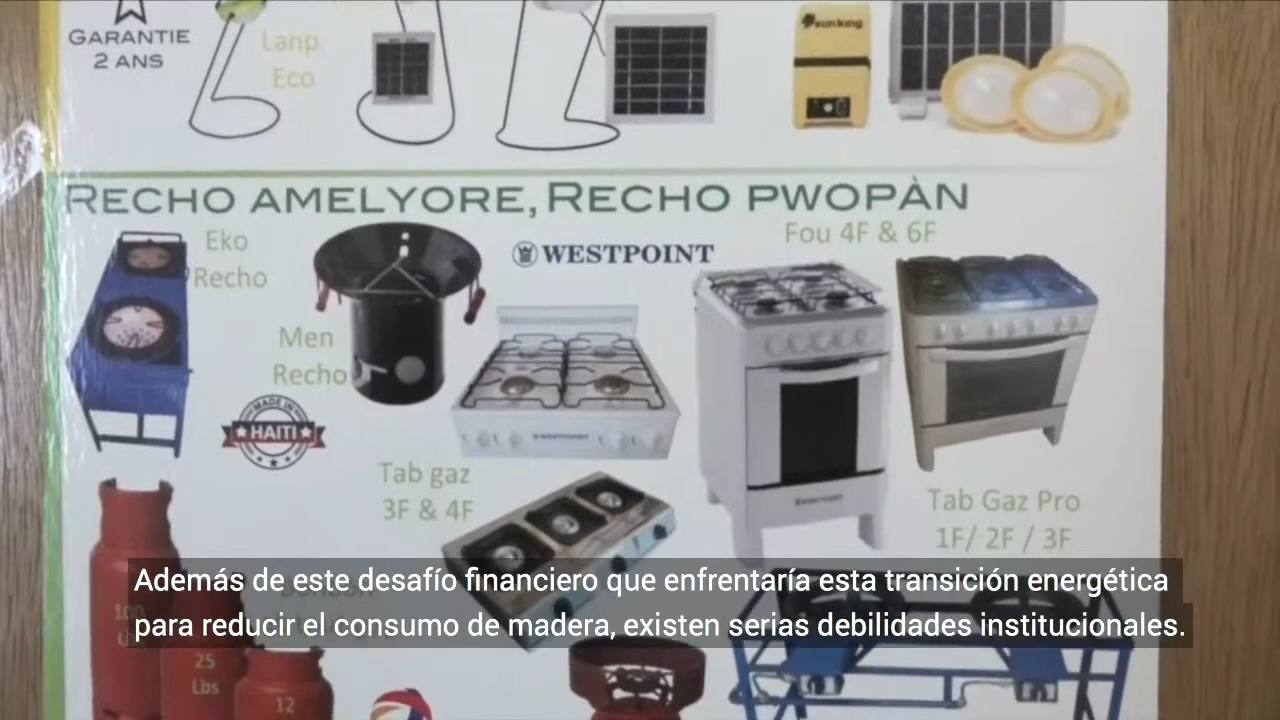 GARANTIE
2 ANS
Lanp
Eco
sun king
RECHO AMELYORE, RECHO PWOPÀN
Eko
Recho
WESTPOINT
Fou 4F & 6F
Men
Recho
MADE IN
HAITI
WESTPOINT
Tab gaz
3F & 4F
Tab Gaz Pro
1F/ 2F / 3F
Además de este desafío financiero que enfrentaría esta transición energética
para reducir el consumo de madera, existen serias debilidades institucionales.
100
25
Lbs
12